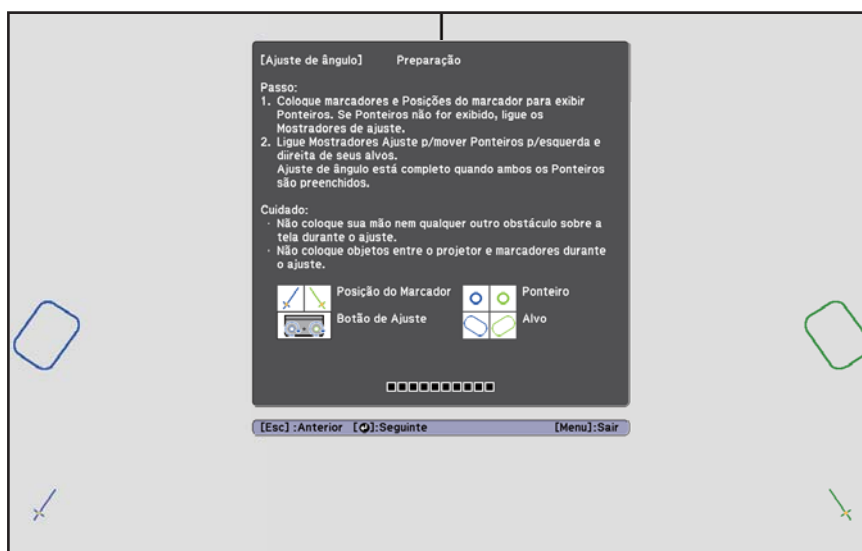 [Ajuste de ângulo] Preparação
Passo:
1. Coloque marcadores e Posições do marcador para exibir
Ponteiros. Se Ponteiros não for exibido, ligue os
Mostradores de ajuste.
2. Ligue Mostradores Ajuste p/mover Ponteiros p/esquerda e
diireita de seus alvos.
Ajuste de ângulo está completo quando ambos os Ponteiros
são preenchidos.
Cuidado:
· Não coloque sua mão nem qualquer outro obstáculo sobre a
tela durante o ajuste.
· Não coloque objetos entre o projetor e marcadores durante
o ajuste.
Posição do Marcador Ponteiro
Botão de Ajuste Alvo
[Esc] :Anterior [↵]:Seguinte [Menu]:Sair